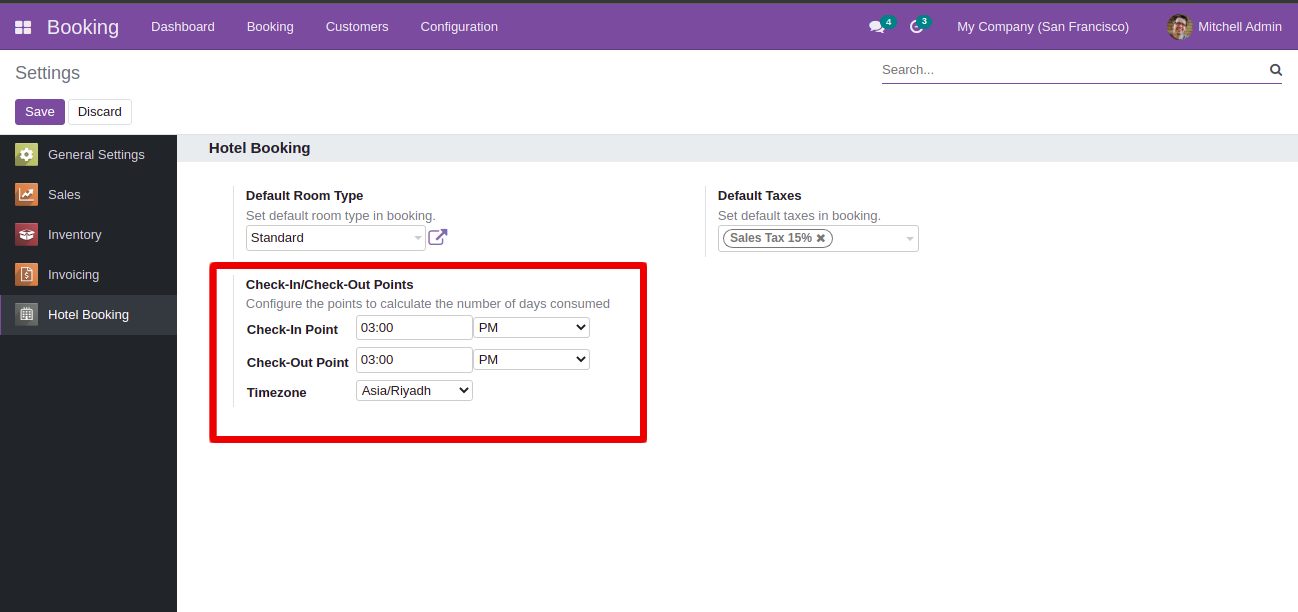 Booking Dashboard Booking Customers Configuration 4 3 My Company (San Francisco) Mitchell Admin
Settings
Search...
Save Discard
General Settings
Sales
Inventory
Invoicing
Hotel Booking
Hotel Booking
Default Room Type
Set default room type in booking.
Standard
Default Taxes
Set default taxes in booking.
Sales Tax 15% ✖
Check-In/Check-Out Points
Configure the points to calculate the number of days consumed
Check-In Point 03:00 PM
Check-Out Point 03:00 PM
Timezone Asia/Riyadh